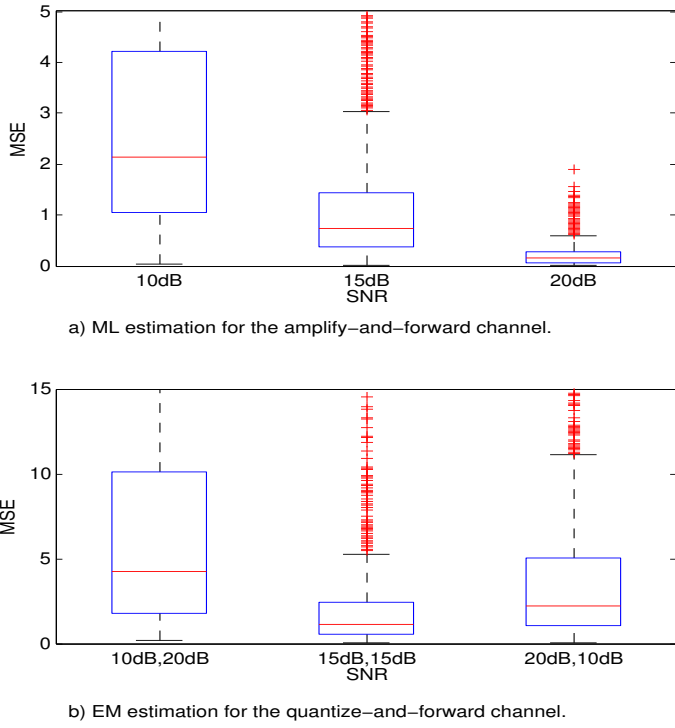 5
4
3
2
1
0
MSE
10dB 15dB 20dB
SNR
a) ML estimation for the amplify−and−forward channel.
15
10
5
0
MSE
10dB,20dB 15dB,15dB 20dB,10dB
SNR
b) EM estimation for the quantize−and−forward channel.